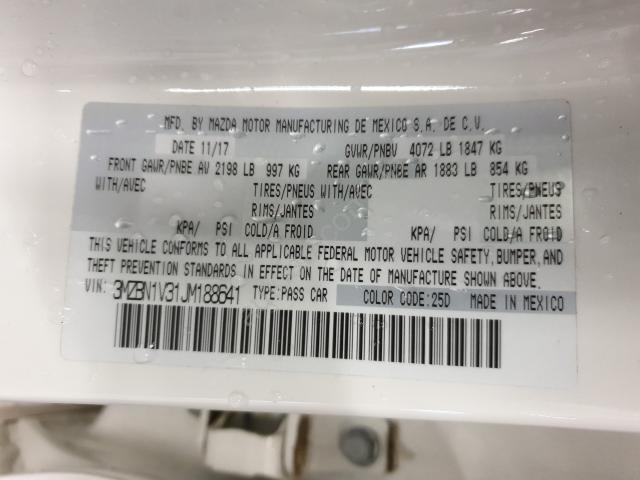 MFD. BY MAZDA MOTOR MANUFACTURING DE MEXICO S.A. DE C.V.
DATE 11/17 GVWR/PNBV 4072 LB 1847 KG
FRONT GAWR/PNBE AV 2198 LB 997 KG REAR GAWR/PNBE AR 1883 LB 854 KG
WITH/AVEC TIRES/PNEUS WITH/AVEC TIRES/PNEUS
RIMS/JANTES RIMS/JANTES
KPA/ PSI COLD/A FROID KPA/ PSI COLD/A FROID
THIS VEHICLE CONFORMS TO ALL APPLICABLE FEDERAL MOTOR VEHICLE SAFETY, BUMPER, AND
THEFT PREVENTION STANDARDS IN EFFECT ON THE DATE OF MANUFACTURE SHOWN ABOVE.
VIN: 3MZBN1V31JM188641 TYPE:PASS CAR COLOR CODE:25D MADE IN MEXICO